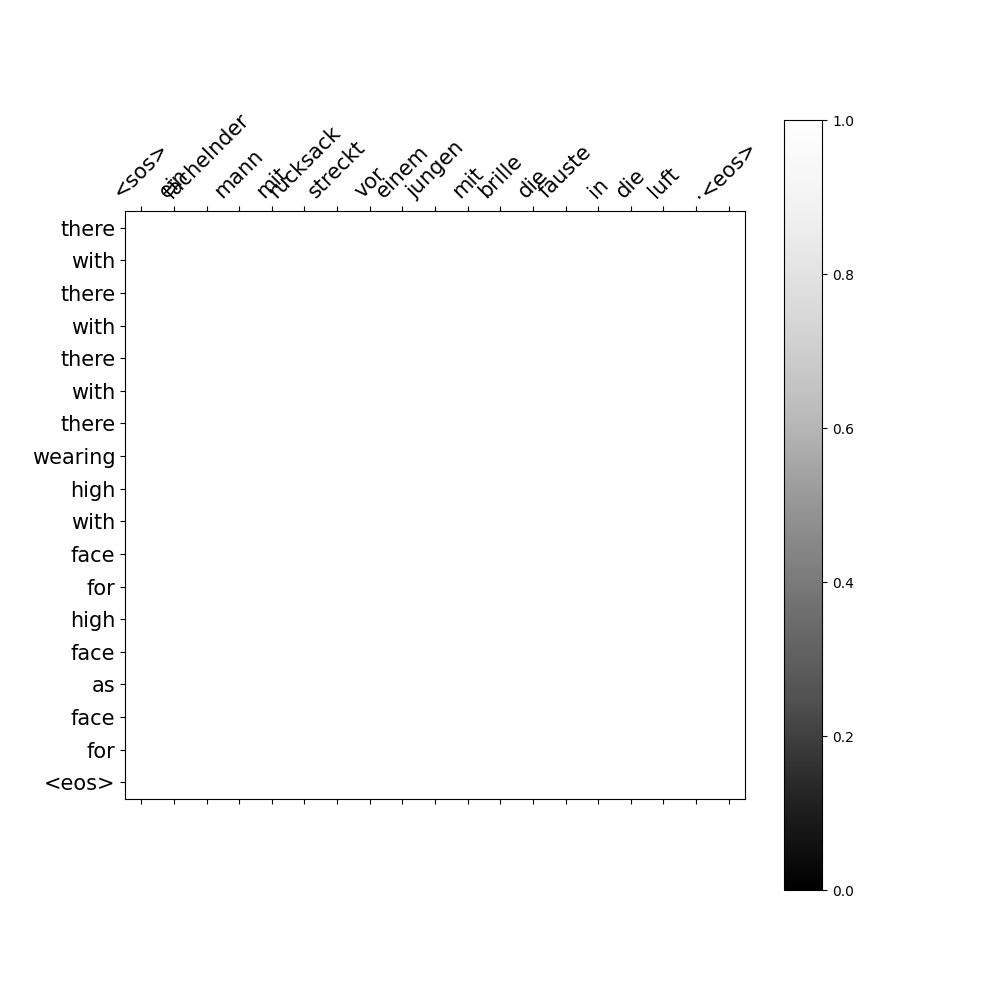 <sos> ein lächelnder mann mit rucksack streckt vor einem jungen mit brille die fäuste in die luft . <eos>
there
with
there
with
there
with
there
wearing
high
with
face
for
high
face
as
face
for
<eos>
1.0
0.8
0.6
0.4
0.2
0.0